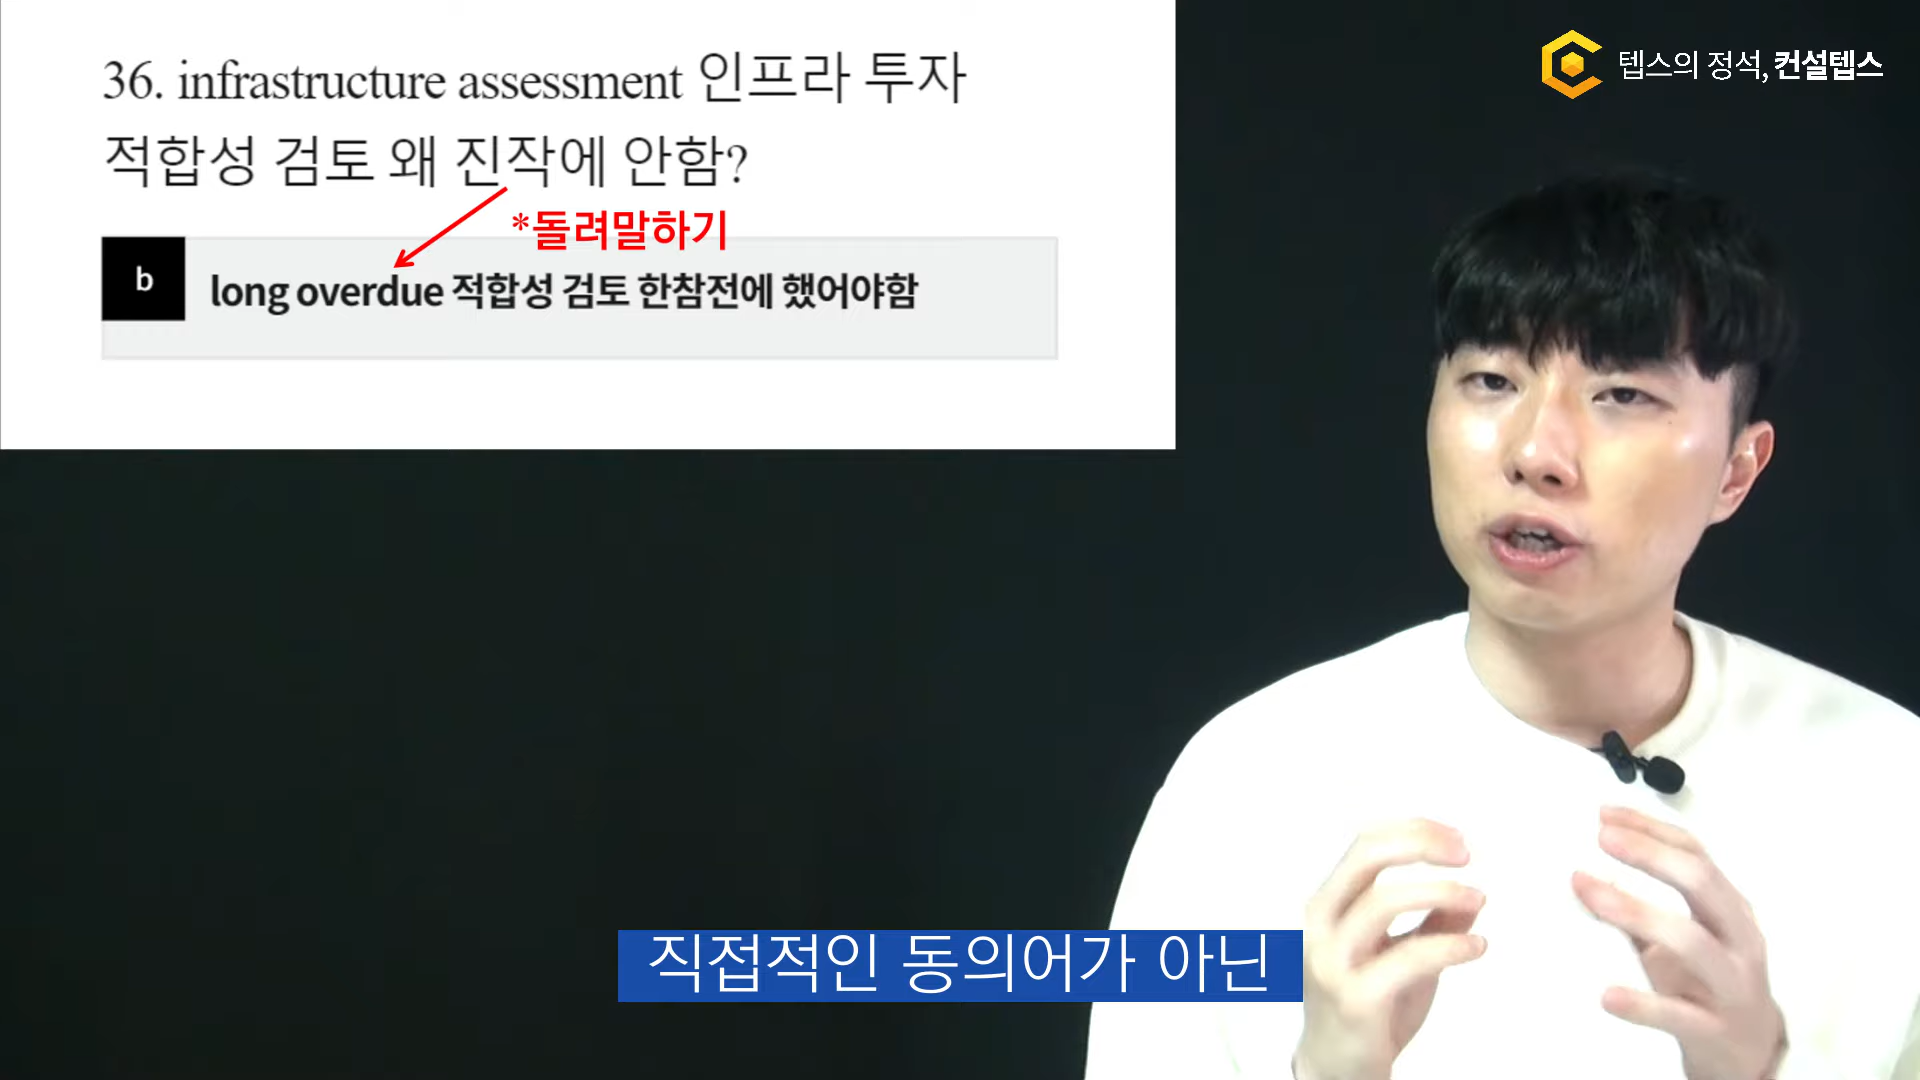 36. infrastructure assessment 인프라 투자
적합성 검토 왜 진작에 안함?
*돌려말하기
b
long overdue 적합성 검토 한참전에 했어야함
텝스의 정석, 컨설텝스
직접적인 동의어가 아닌